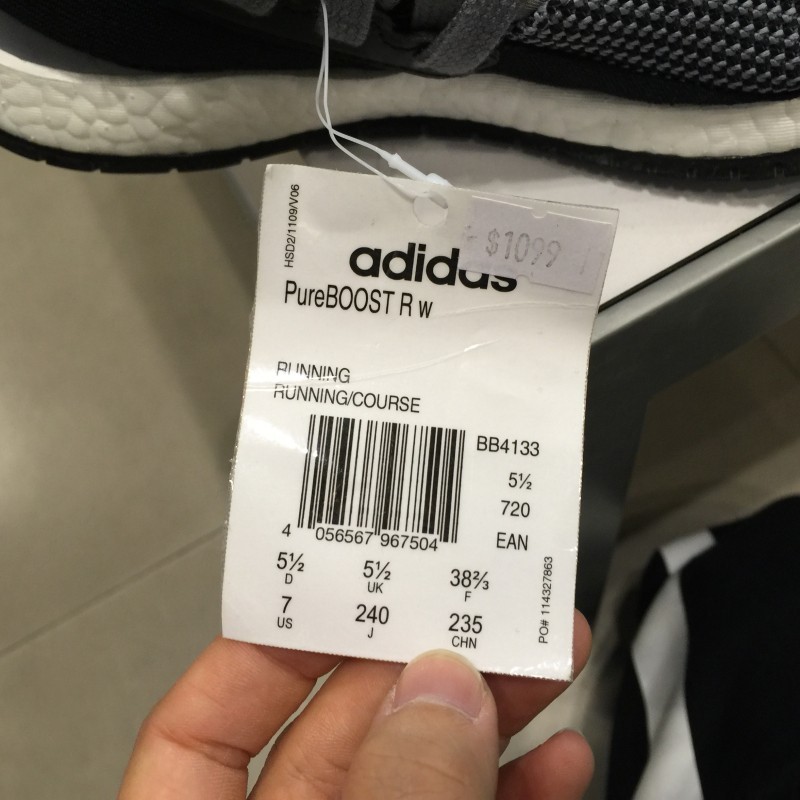 HSD2/1109/V06
$1099
adidas
PureBOOST R w
RUNNING
RUNNING/COURSE
BB4133
5½
720
EAN
4 056567 967504
5½ 5½ 38⅔
D UK F
7 240 235
US J CHN
PO# 114327863